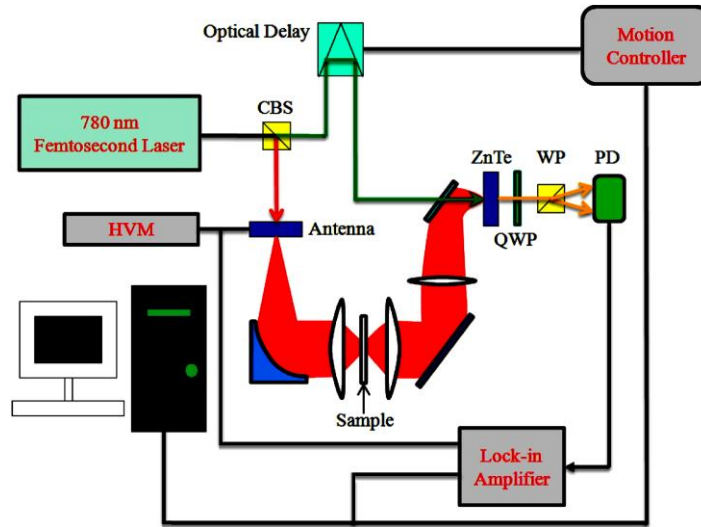 Optical Delay
Motion
Controller
780 nm
Femtosecond Laser
CBS
ZnTe
WP
PD
QWP
HVM
Antenna
Sample
Lock-in
Amplifier